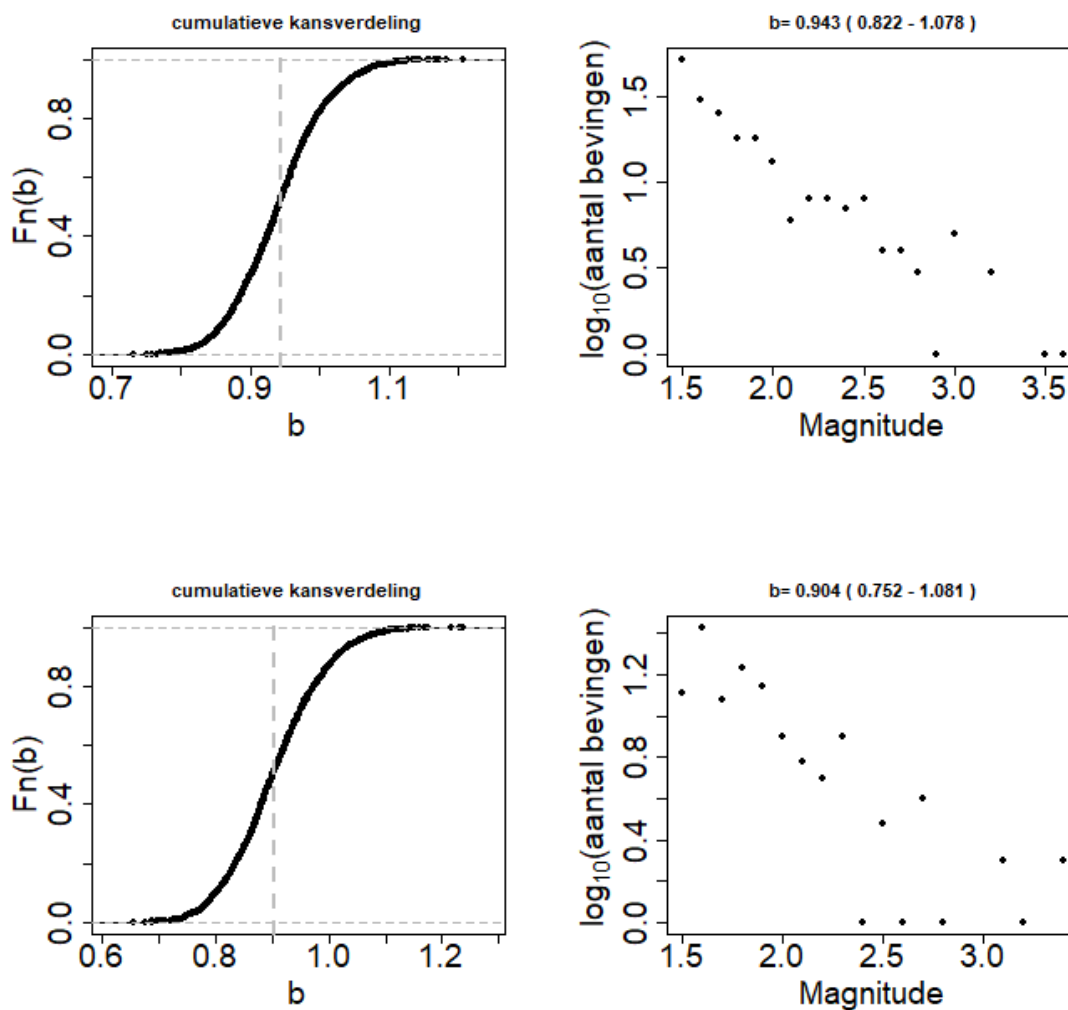 cumulatieve kansverdeling
Fn(b)
0.0 0.4 0.8
0.7 0.9 1.1
b
b= 0.943 ( 0.822 - 1.078 )
log10(aantal bevingen)
0.0 0.5 1.0 1.5
1.5 2.0 2.5 3.0 3.5
Magnitude
cumulatieve kansverdeling
Fn(b)
0.0 0.4 0.8
0.6 0.8 1.0 1.2
b
b= 0.904 ( 0.752 - 1.081 )
log10(aantal bevingen)
0.0 0.4 0.8 1.2
1.5 2.0 2.5 3.0
Magnitude